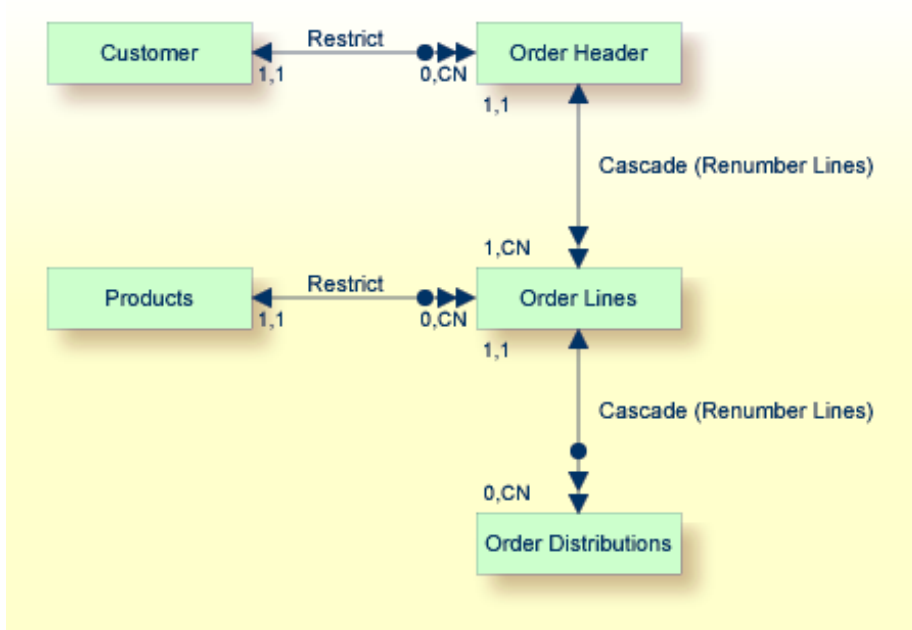 Customer
Restrict
Order Header
1,1
0,CN
1,1
Cascade (Renumber Lines)
1,CN
Products
Restrict
Order Lines
1,1
0,CN
1,1
Cascade (Renumber Lines)
0,CN
Order Distributions